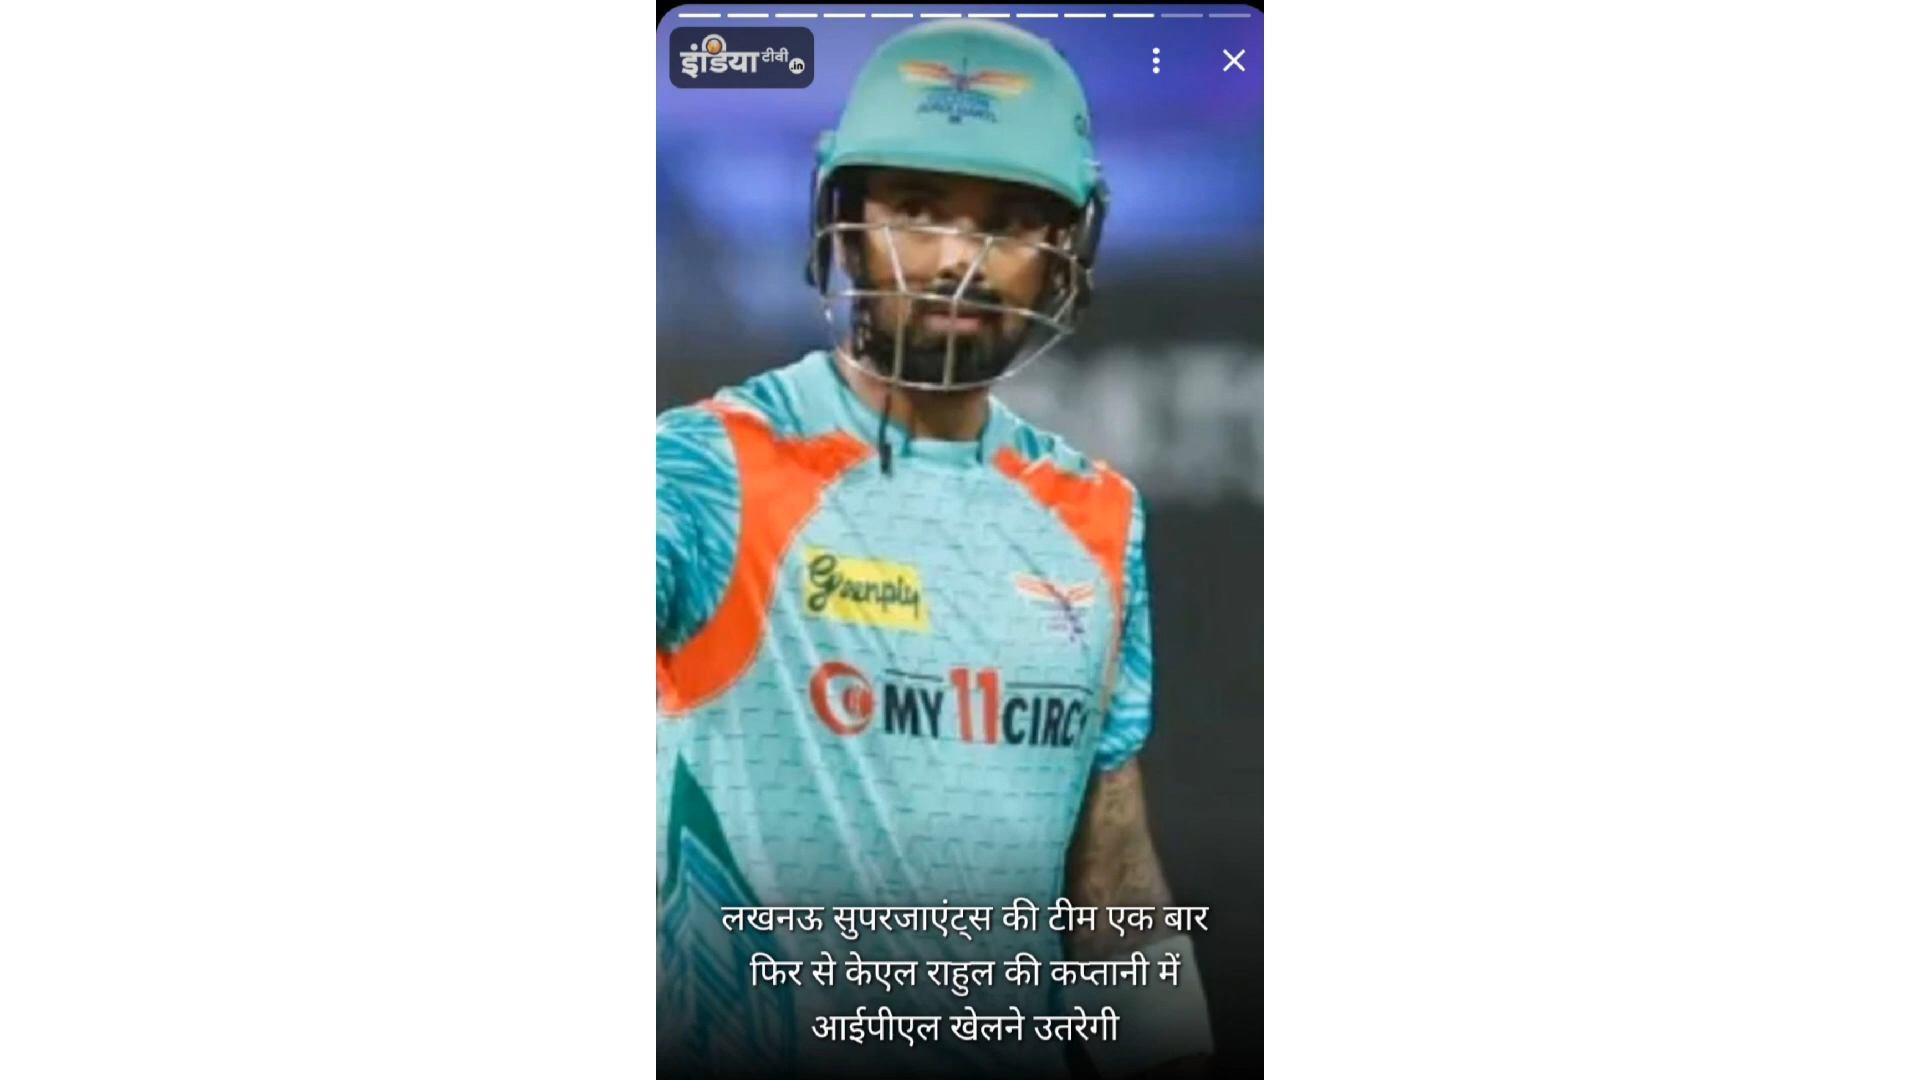 इंडिया टीवी .in
Greenply
MY 11 CIRC
लखनऊ सुपरजाएंट्स की टीम एक बार
फिर से केएल राहुल की कप्तानी में
आईपीएल खेलने उतरेगी